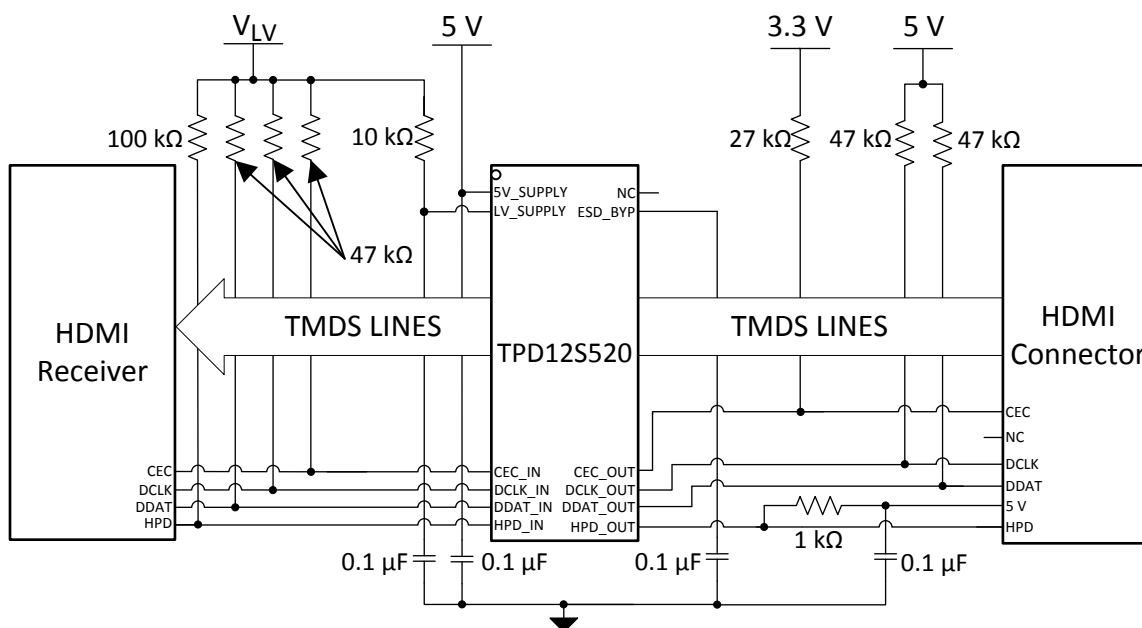 V_LV
5 V
3.3 V
5 V
100 kΩ
10 kΩ
27 kΩ
47 kΩ
47 kΩ
47 kΩ
5V_SUPPLY
LV_SUPPLY
NC
ESD_BYP
HDMI
Receiver
TMDS LINES
TPD12S520
TMDS LINES
HDMI
Connector
CEC
DCLK
DDAT
HPD
CEC_IN
DCLK_IN
DDAT_IN
HPD_IN
CEC_OUT
DCLK_OUT
DDAT_OUT
HPD_OUT
CEC
NC
DCLK
DDAT
5 V
HPD
1 kΩ
0.1 µF
0.1 µF
0.1 µF
0.1 µF